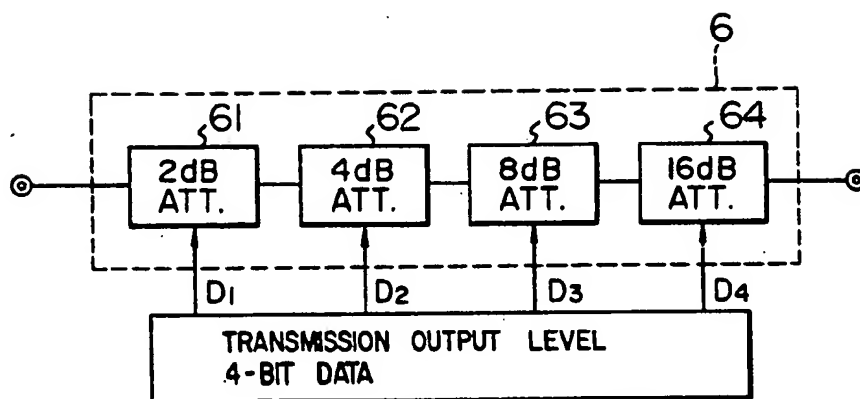 6
61 62 63 64
2dB ATT. 4dB ATT. 8dB ATT. 16dB ATT.
D1 D2 D3 D4
TRANSMISSION OUTPUT LEVEL
4-BIT DATA